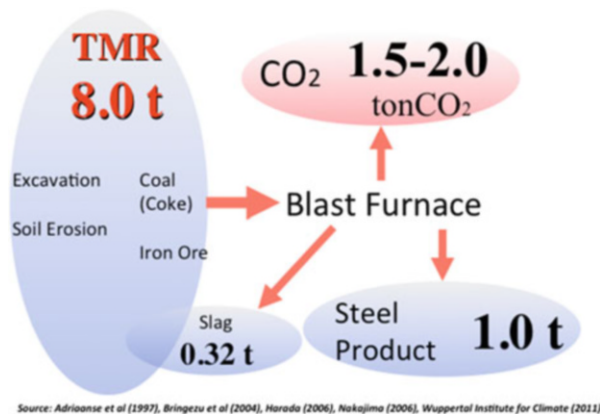 TMR
8.0 t
CO₂ 1.5-2.0
tonCO₂
Excavation
Coal
(Coke)
Soil Erosion
Iron Ore
Blast Furnace
Slag
0.32 t
Steel
Product
1.0 t
Source: Adriaanse et al (1997), Bringezu et al (2004), Harada (2006), Nakajima (2006), Wuppertal Institute for Climate (2011)